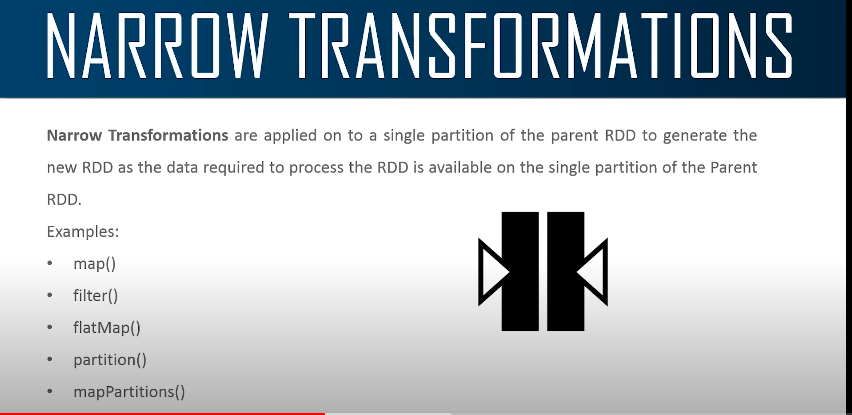 NARROW TRANSFORMATIONS
Narrow Transformations are applied on to a single partition of the parent RDD to generate the
new RDD as the data required to process the RDD is available on the single partition of the Parent
RDD.
Examples:
• map()
• filter()
• flatMap()
• partition()
• mapPartitions()